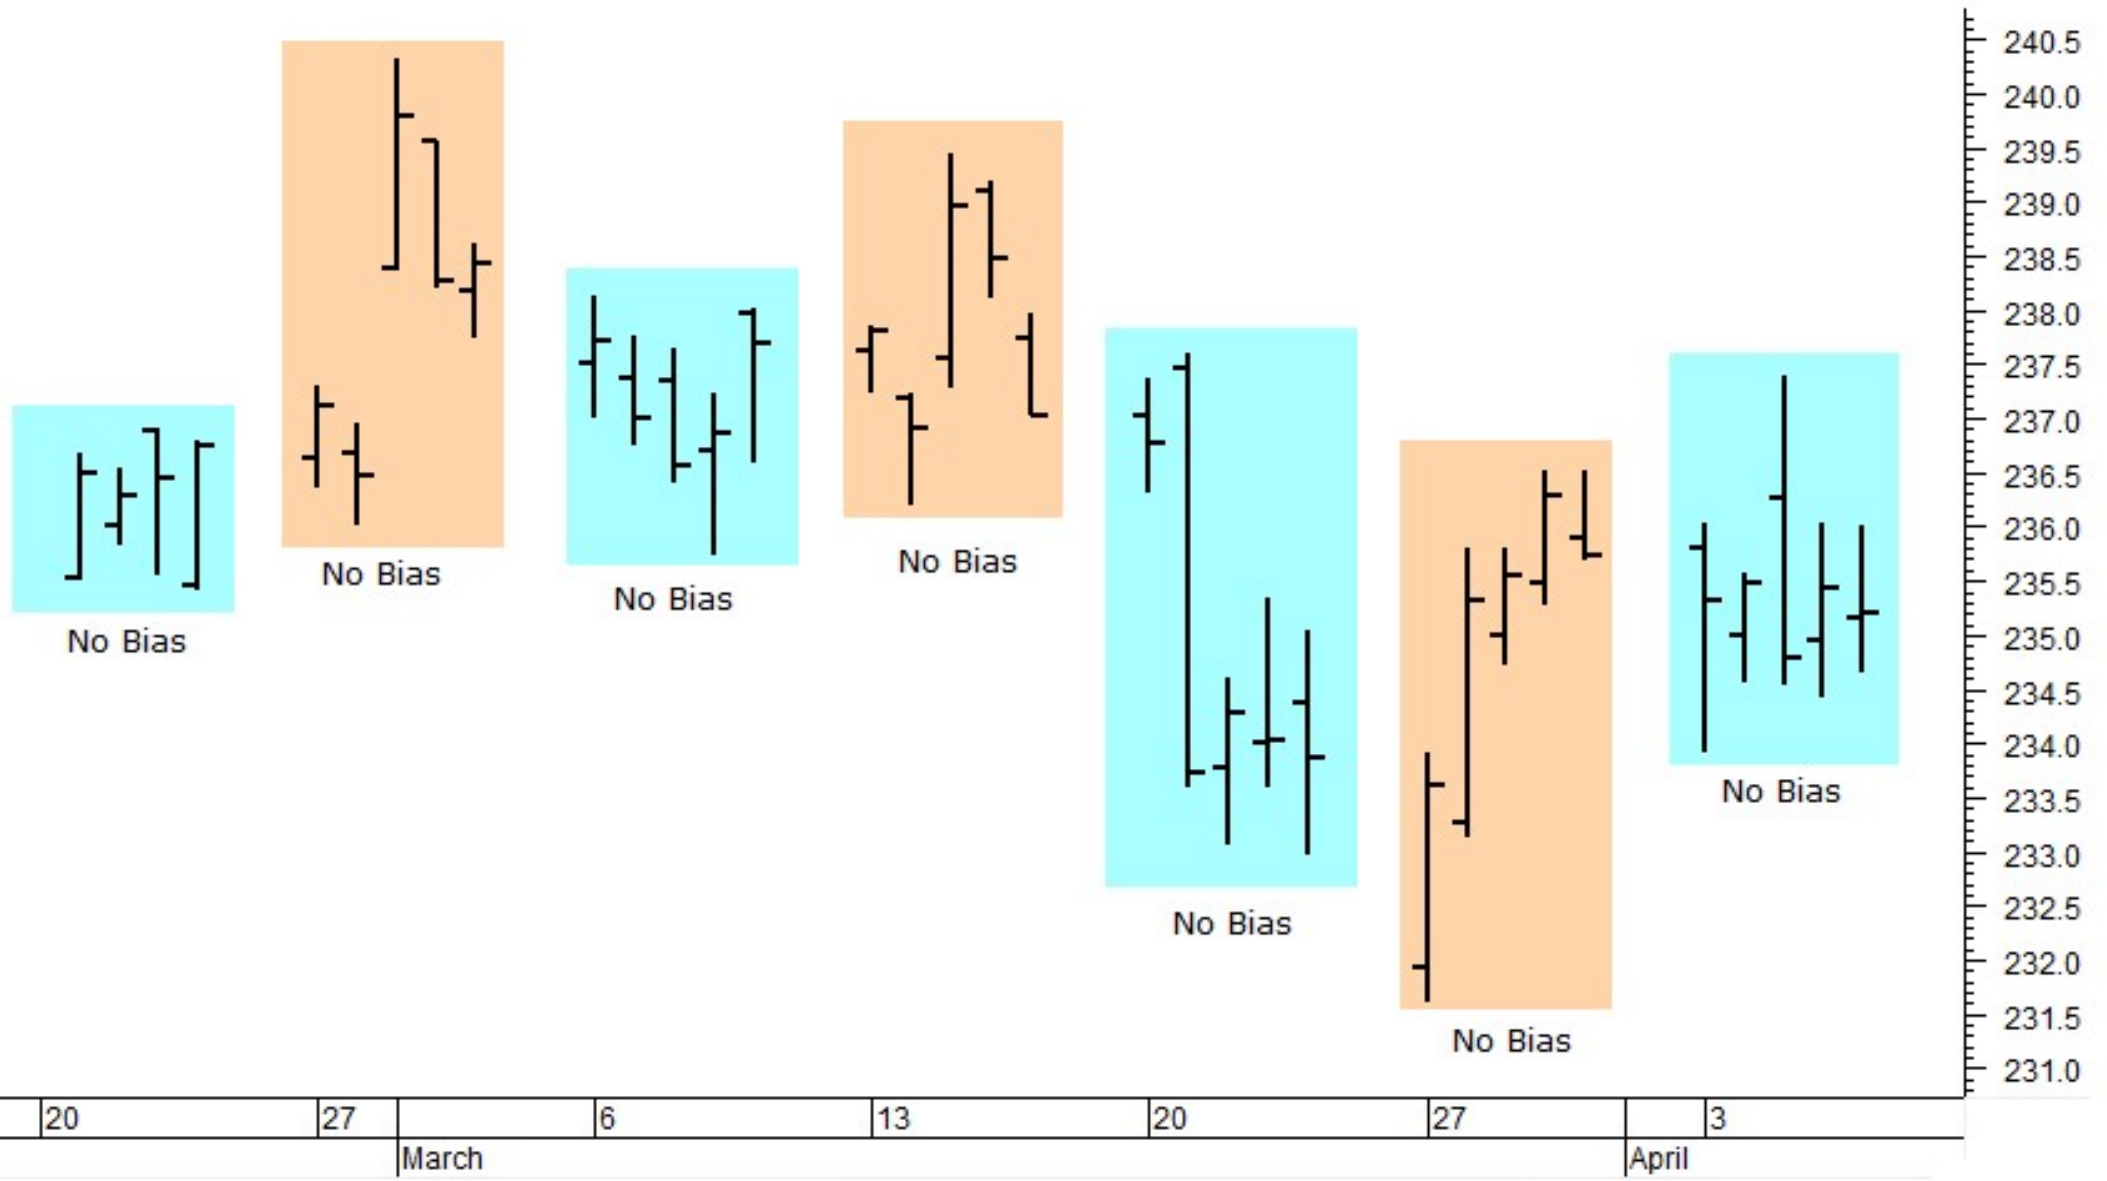 240.5
240.0
239.5
239.0
238.5
238.0
237.5
237.0
236.5
236.0
235.5
235.0
234.5
234.0
233.5
233.0
232.5
232.0
231.5
231.0
No Bias
No Bias
No Bias
No Bias
No Bias
No Bias
No Bias
20 27 6 13 20 27 3
March April